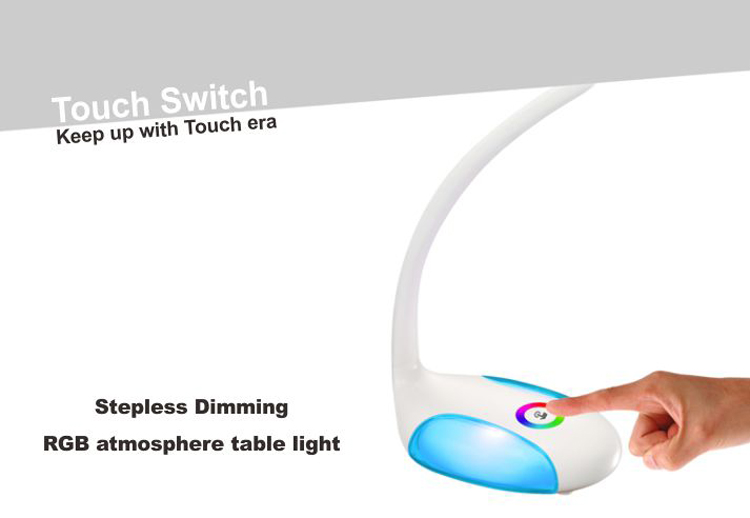 Touch Switch
Keep up with Touch era
Stepless Dimming
RGB atmosphere table light